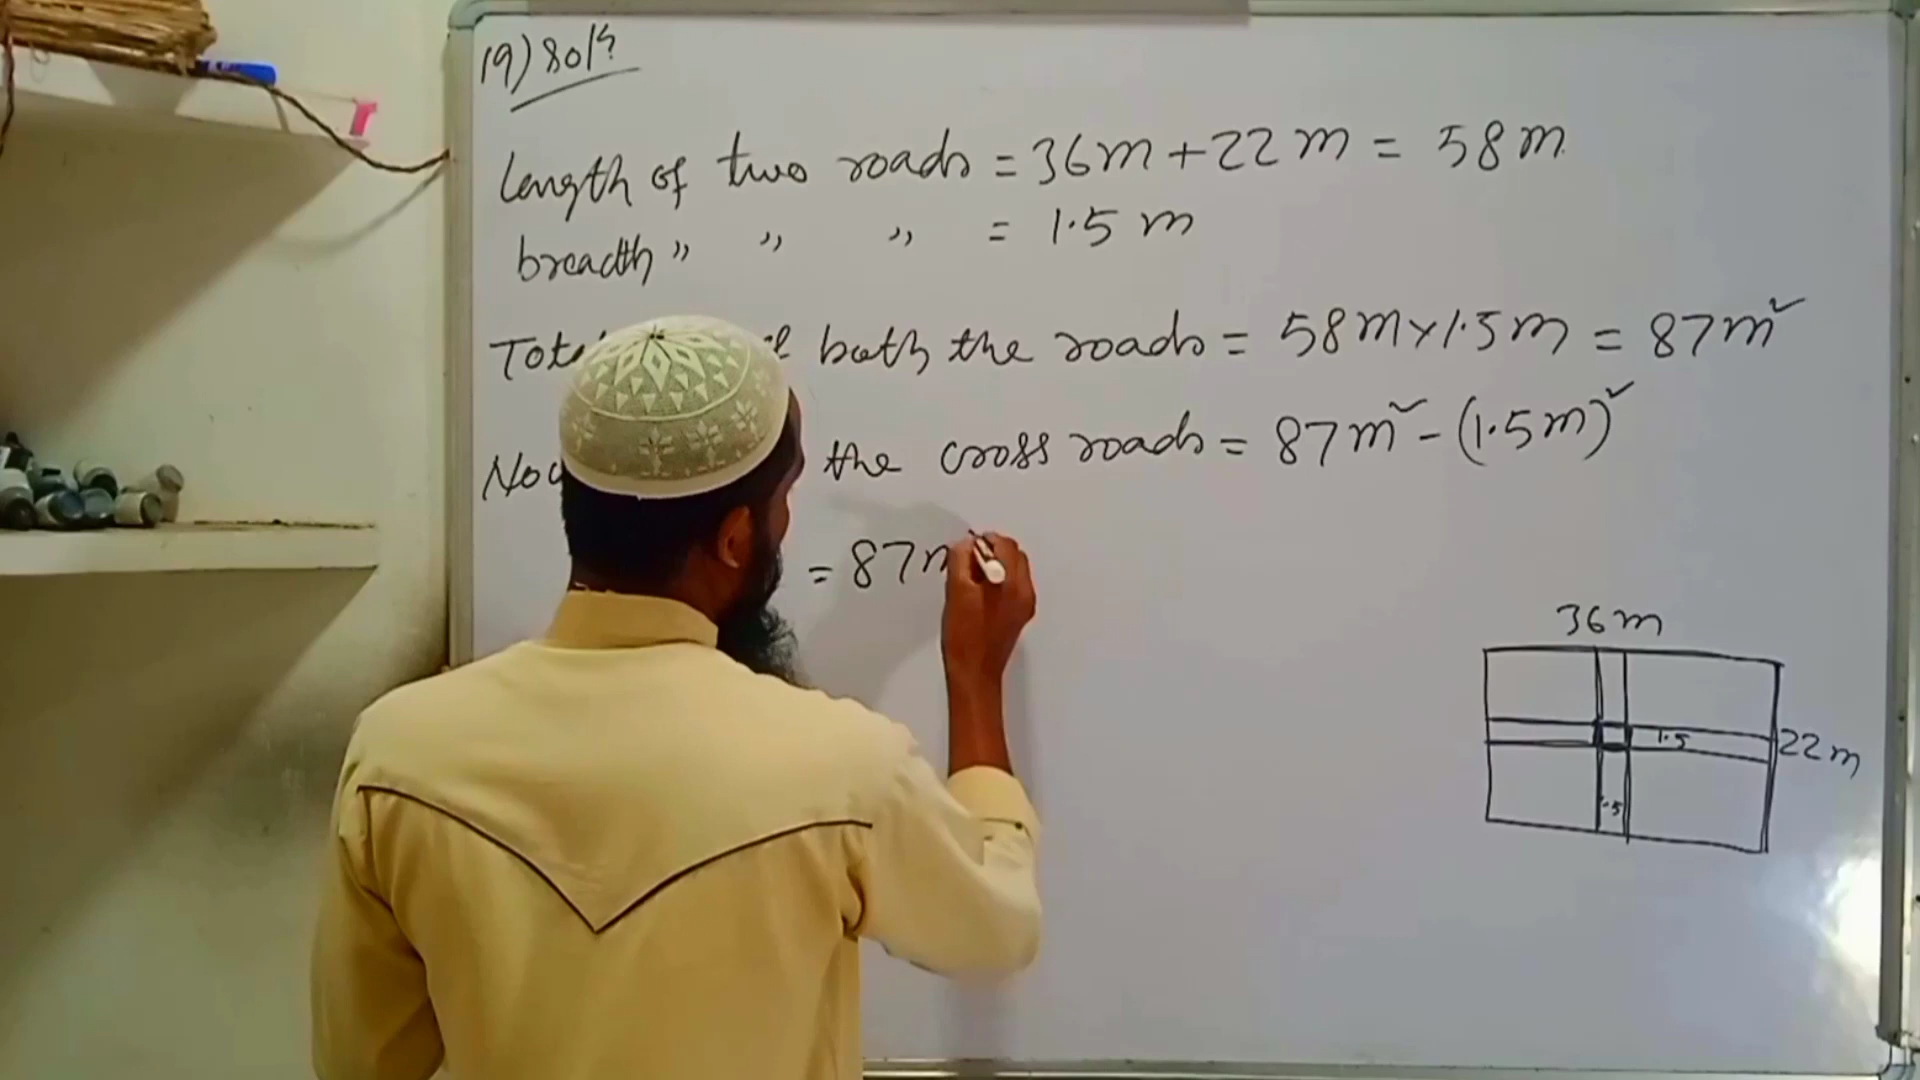 19) Soln
Length of two roads = 36m + 22m = 58m
breadth " " " = 1.5 m
both the roads = 58m × 1.5m = 87m²
the cross roads = 87m² - (1.5m)²
= 87m
36m
1.5
22m
1.5